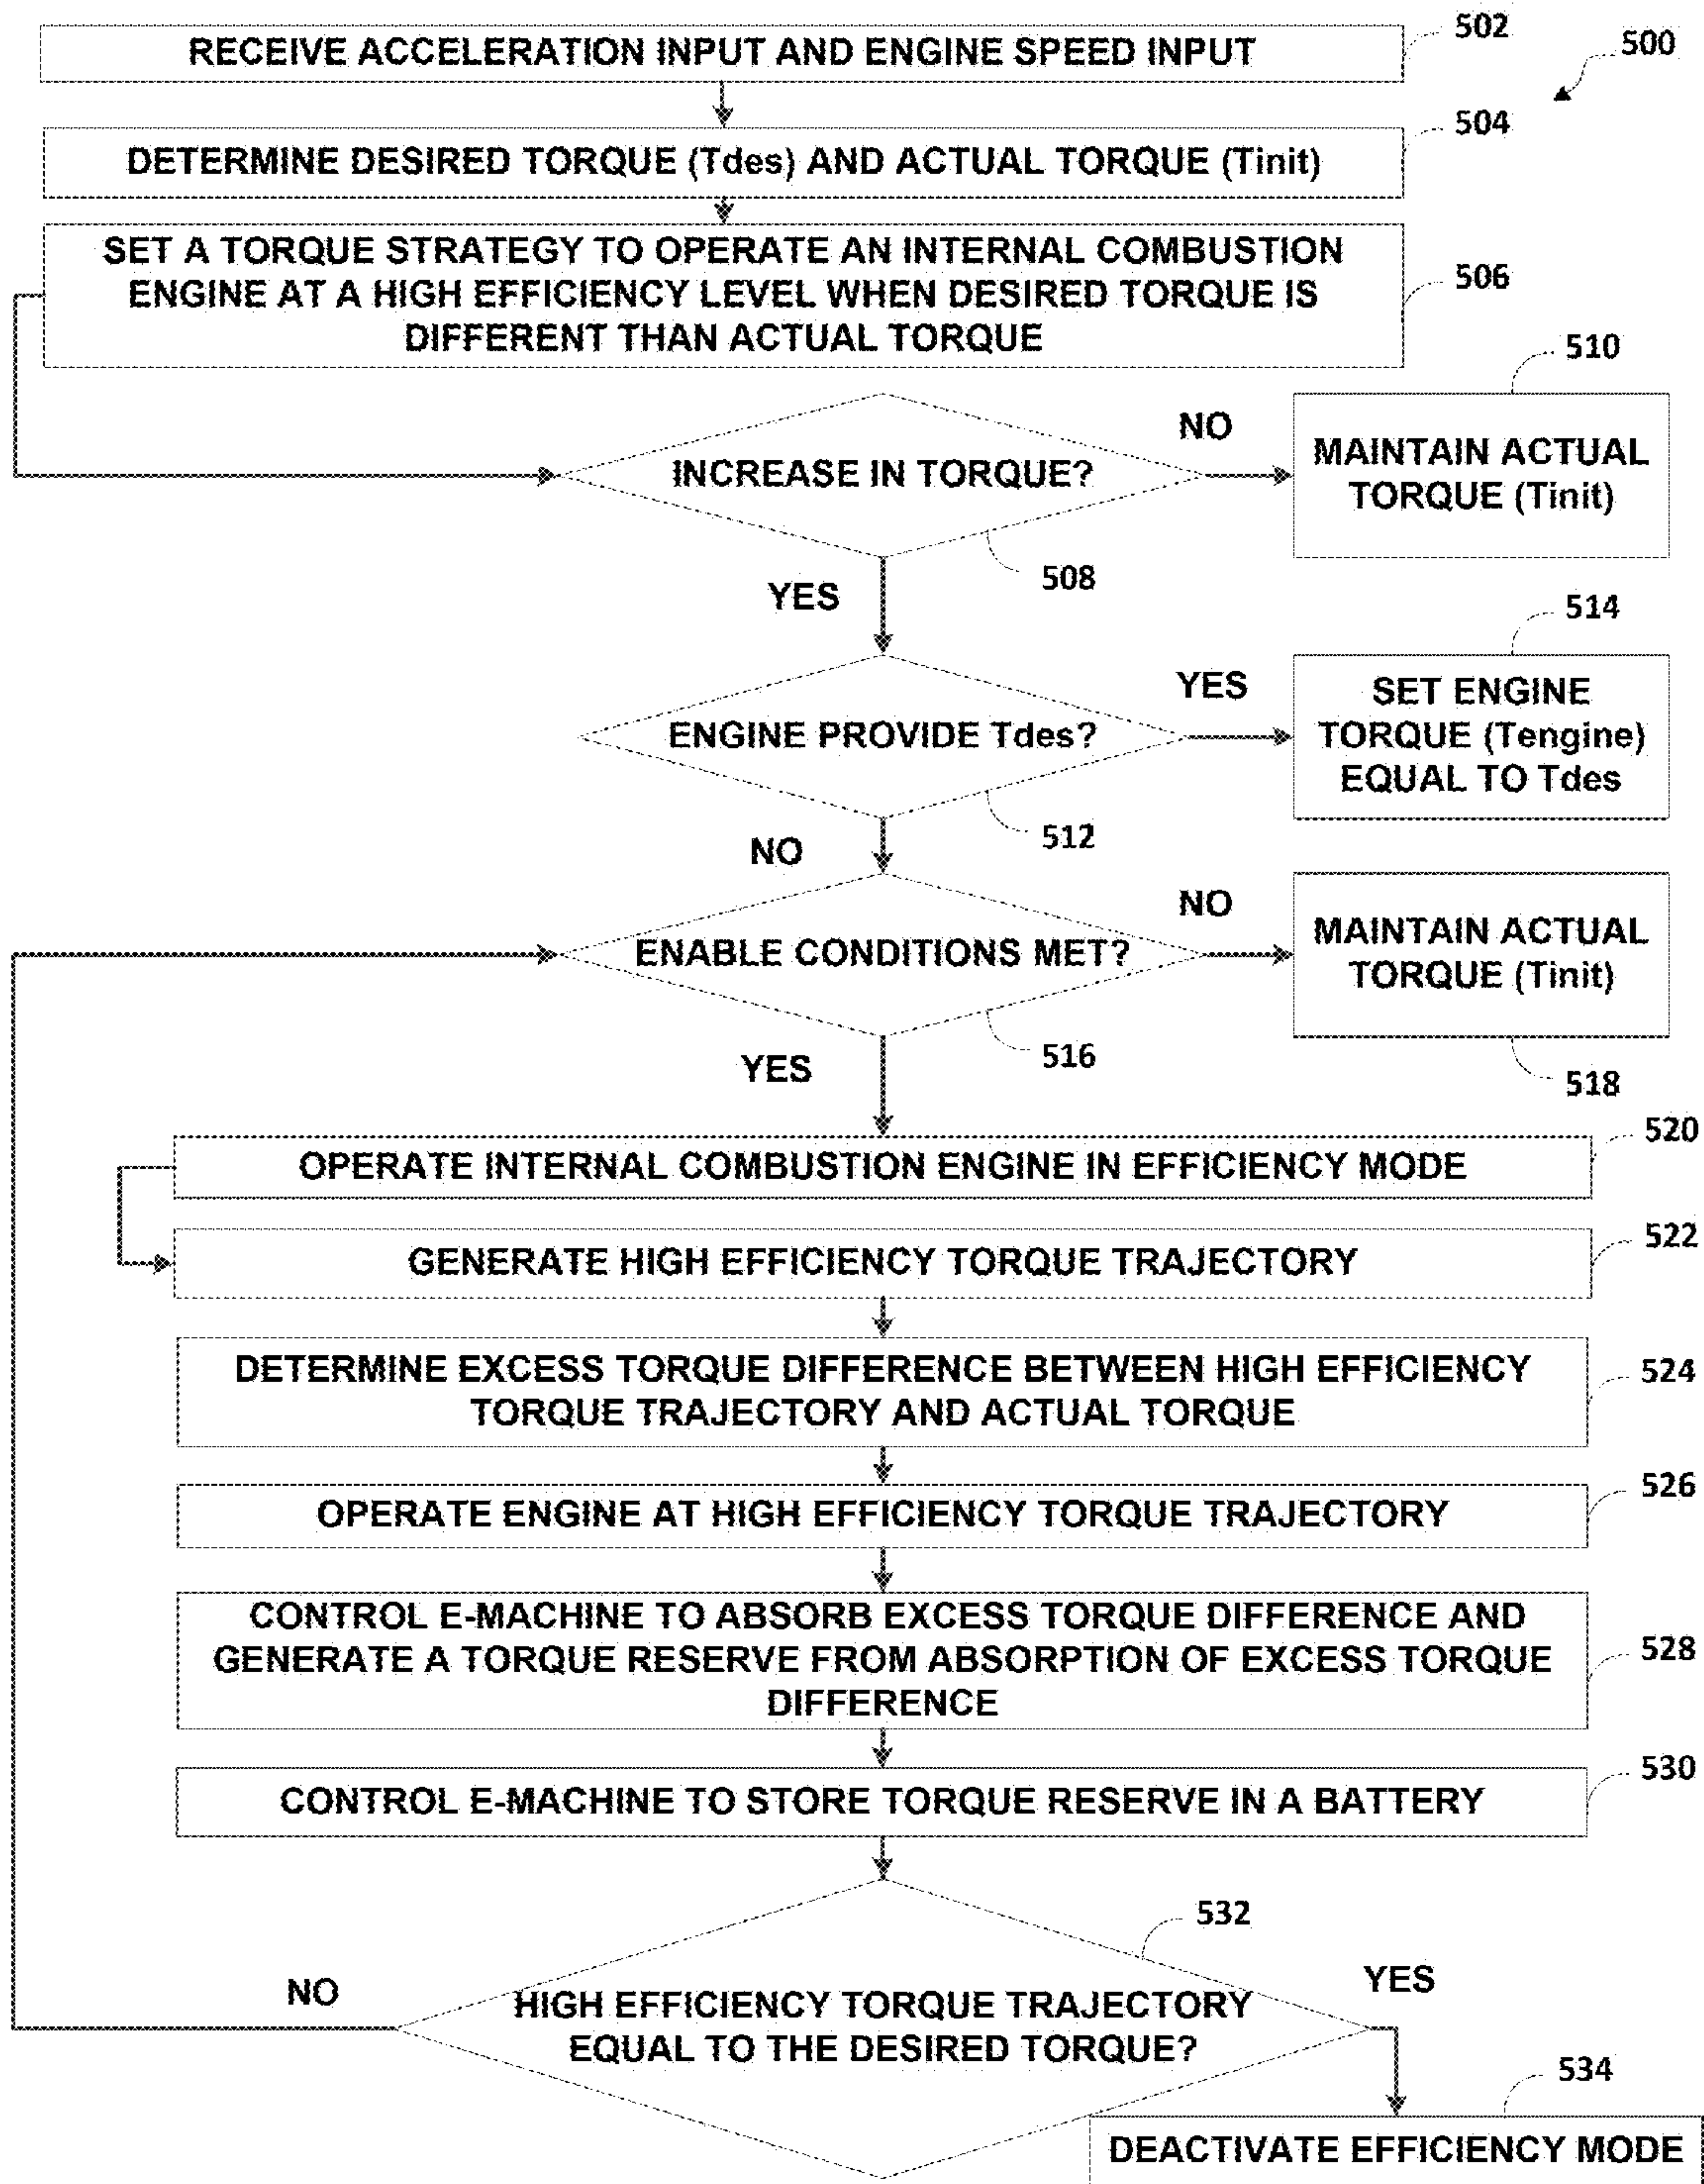 RECEIVE ACCELERATION INPUT AND ENGINE SPEED INPUT
502
500
DETERMINE DESIRED TORQUE (Tdes) AND ACTUAL TORQUE (Tinit)
504
SET A TORQUE STRATEGY TO OPERATE AN INTERNAL COMBUSTION
ENGINE AT A HIGH EFFICIENCY LEVEL WHEN DESIRED TORQUE IS
DIFFERENT THAN ACTUAL TORQUE
506
INCREASE IN TORQUE?
508
NO
MAINTAIN ACTUAL
TORQUE (Tinit)
510
YES
ENGINE PROVIDE Tdes?
512
YES
SET ENGINE
TORQUE (Tengine)
EQUAL TO Tdes
514
NO
ENABLE CONDITIONS MET?
516
NO
MAINTAIN ACTUAL
TORQUE (Tinit)
518
YES
OPERATE INTERNAL COMBUSTION ENGINE IN EFFICIENCY MODE
520
GENERATE HIGH EFFICIENCY TORQUE TRAJECTORY
522
DETERMINE EXCESS TORQUE DIFFERENCE BETWEEN HIGH EFFICIENCY
TORQUE TRAJECTORY AND ACTUAL TORQUE
524
OPERATE ENGINE AT HIGH EFFICIENCY TORQUE TRAJECTORY
526
CONTROL E-MACHINE TO ABSORB EXCESS TORQUE DIFFERENCE AND
GENERATE A TORQUE RESERVE FROM ABSORPTION OF EXCESS TORQUE
DIFFERENCE
528
CONTROL E-MACHINE TO STORE TORQUE RESERVE IN A BATTERY
530
HIGH EFFICIENCY TORQUE TRAJECTORY
EQUAL TO THE DESIRED TORQUE?
532
NO
YES
DEACTIVATE EFFICIENCY MODE
534